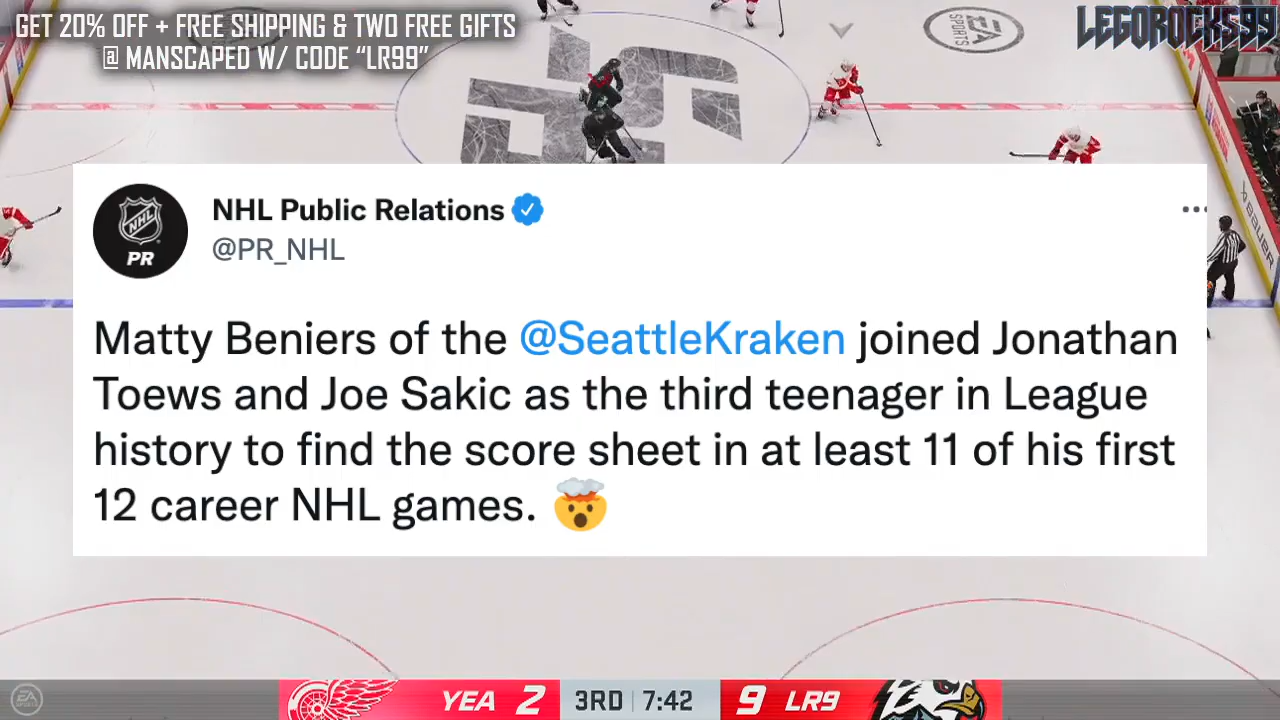 GET 20% OFF + FREE SHIPPING & TWO FREE GIFTS
@ MANSCAPED W/ CODE “LR99”
LEGOROCKS99
EA SPORTS
NHL Public Relations
@PR_NHL
NHL
PR
Matty Beniers of the @SeattleKraken joined Jonathan
Toews and Joe Sakic as the third teenager in League
history to find the score sheet in at least 11 of his first
12 career NHL games. 🤯
EA SPORTS
YEA 2 3RD 7:42 9 LR9